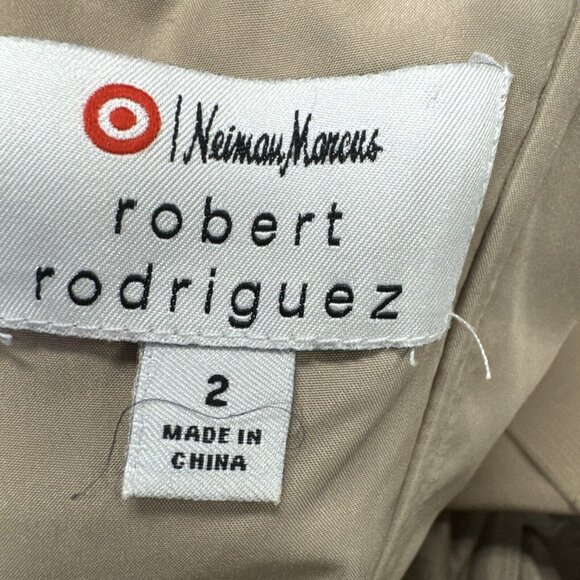 | Neiman Marcus
robert
rodriguez
2
MADE IN
CHINA